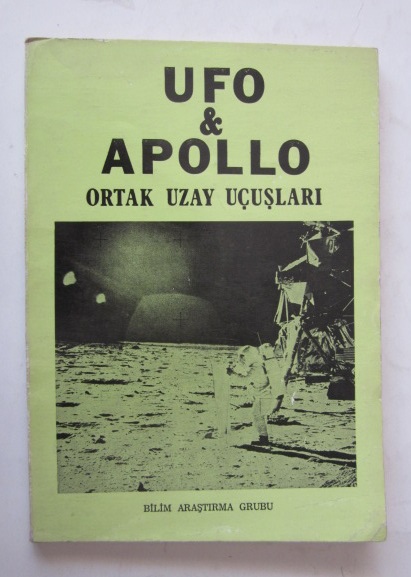 UFO
&
APOLLO
ORTAK UZAY UÇUŞLARI
BİLİM ARAŞTIRMA GRUBU